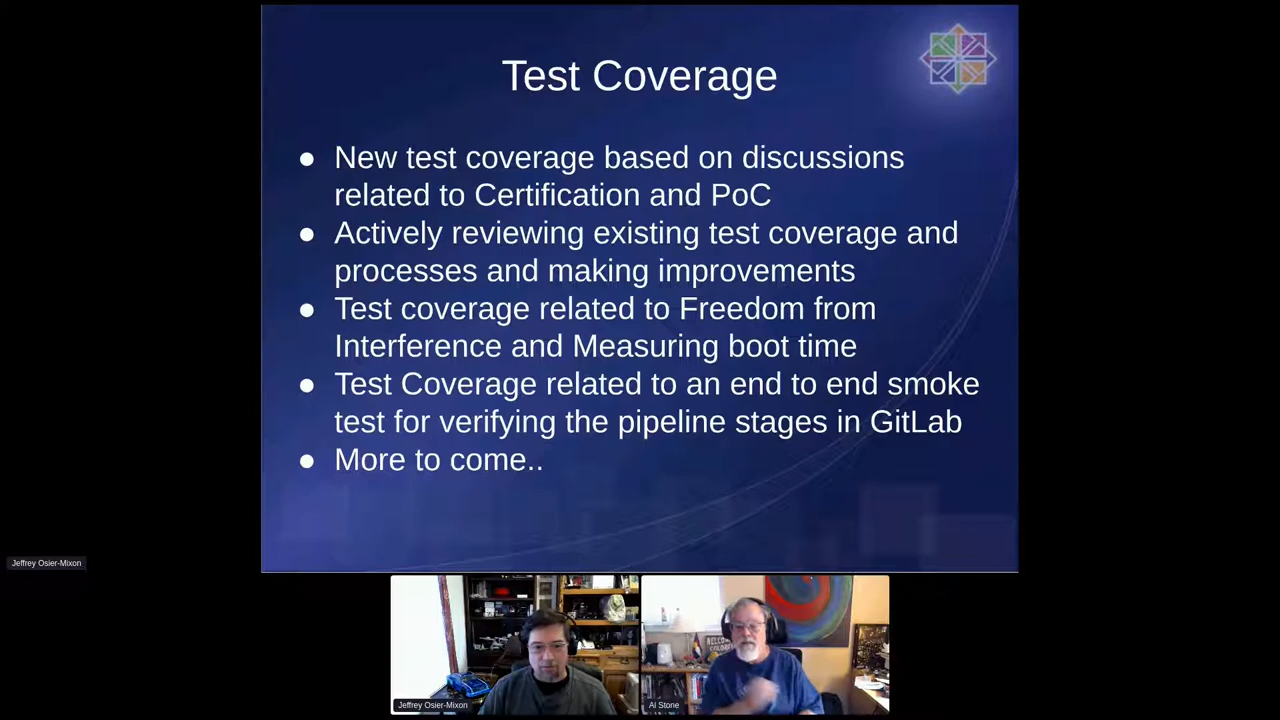 Test Coverage
● New test coverage based on discussions
related to Certification and PoC
● Actively reviewing existing test coverage and
processes and making improvements
● Test coverage related to Freedom from
Interference and Measuring boot time
● Test Coverage related to an end to end smoke
test for verifying the pipeline stages in GitLab
● More to come..
Jeffrey Osier-Mixon
Jeffrey Osier-Mixon
Al Stone